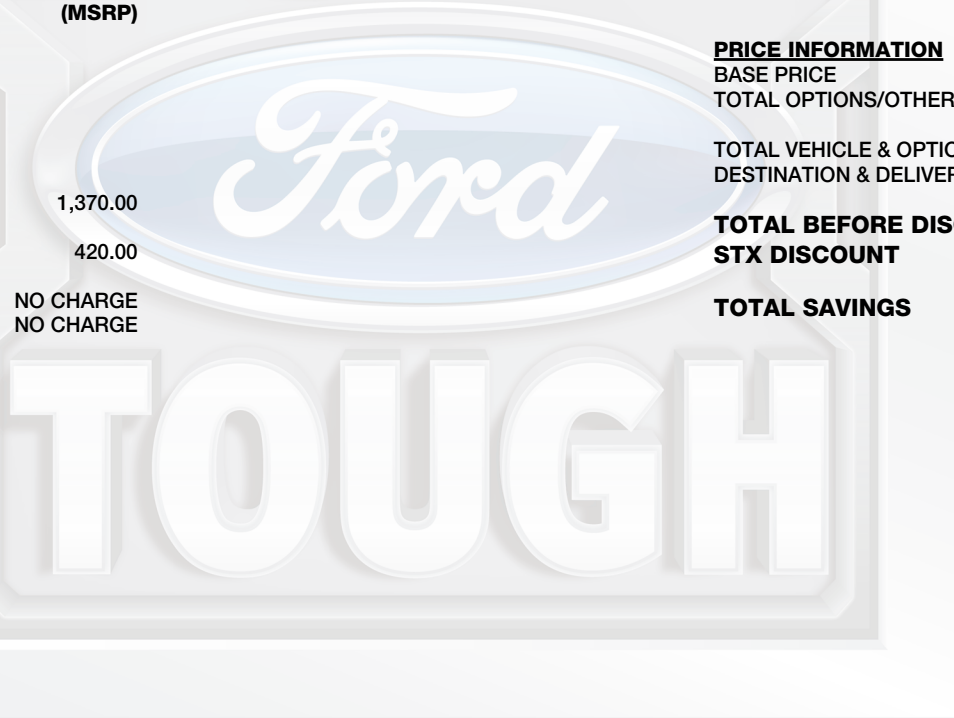 (MSRP)
1,370.00
420.00
NO CHARGE
NO CHARGE
PRICE INFORMATION
BASE PRICE
TOTAL OPTIONS/OTHER
TOTAL VEHICLE & OPTIO
DESTINATION & DELIVER
TOTAL BEFORE DISC
STX DISCOUNT
TOTAL SAVINGS
Ford
TOUGH